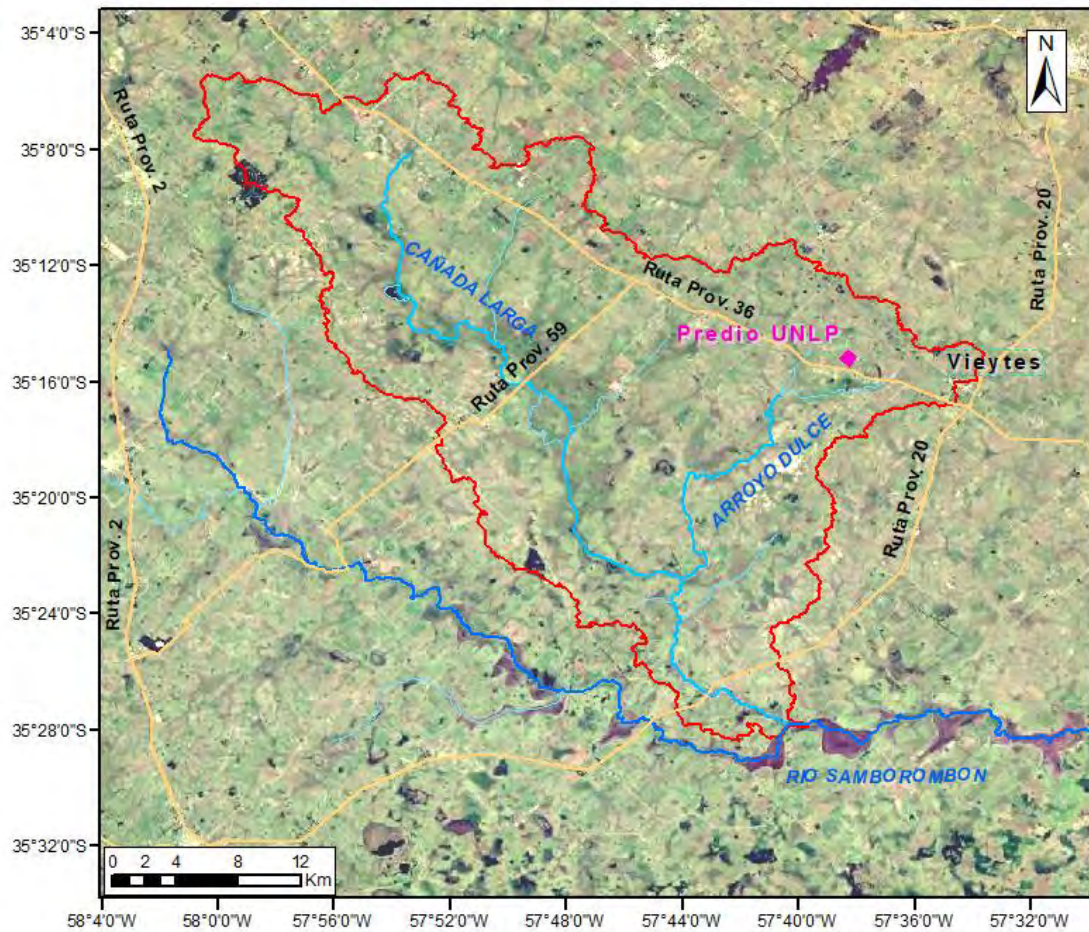 35°4'0"S
35°8'0"S
35°12'0"S
35°16'0"S
35°20'0"S
35°24'0"S
35°28'0"S
35°32'0"S
N
Ruta Prov. 2
Ruta Prov. 20
CAÑADA LARGA
Ruta Prov. 36
Predio UNLP
Ruta Prov. 59
Vieytes
ARROYO DULCE
Ruta Prov. 20
Ruta Prov. 2
RIO SAMBOROMBON
0 2 4 8 12
Km
58°40'0"W 58°00'0"W 57°56'0"W 57°52'0"W 57°48'0"W 57°44'0"W 57°40'0"W 57°36'0"W 57°32'0"W